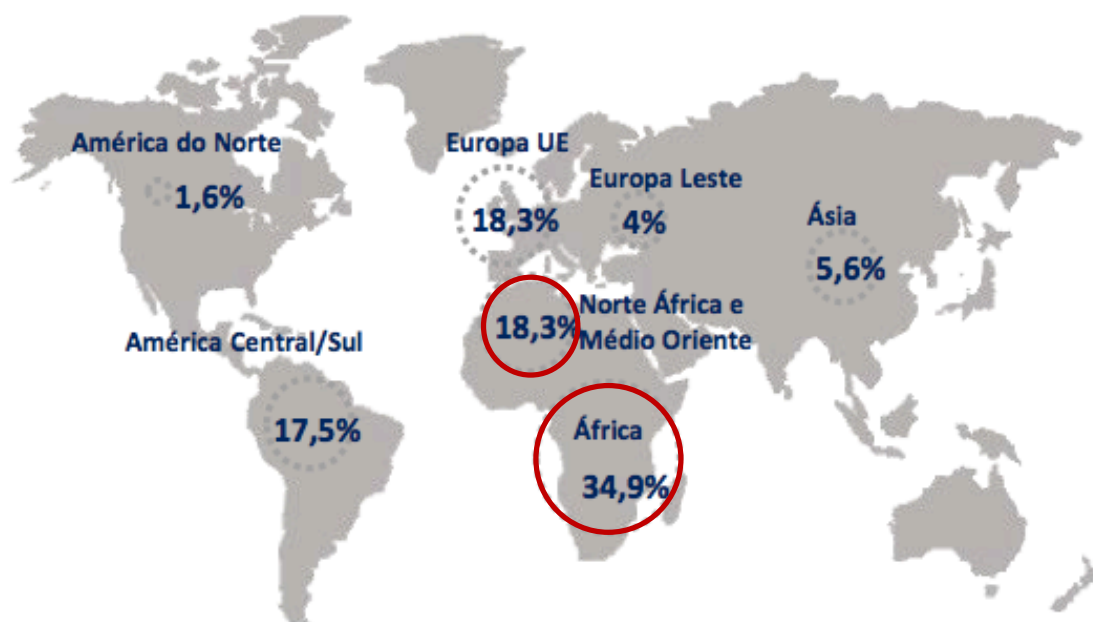 América do Norte
1,6%
Europa UE
18,3%
Europa Leste
4%
Ásia
5,6%
18,3%
Norte África e
Médio Oriente
América Central/Sul
17,5%
África
34,9%